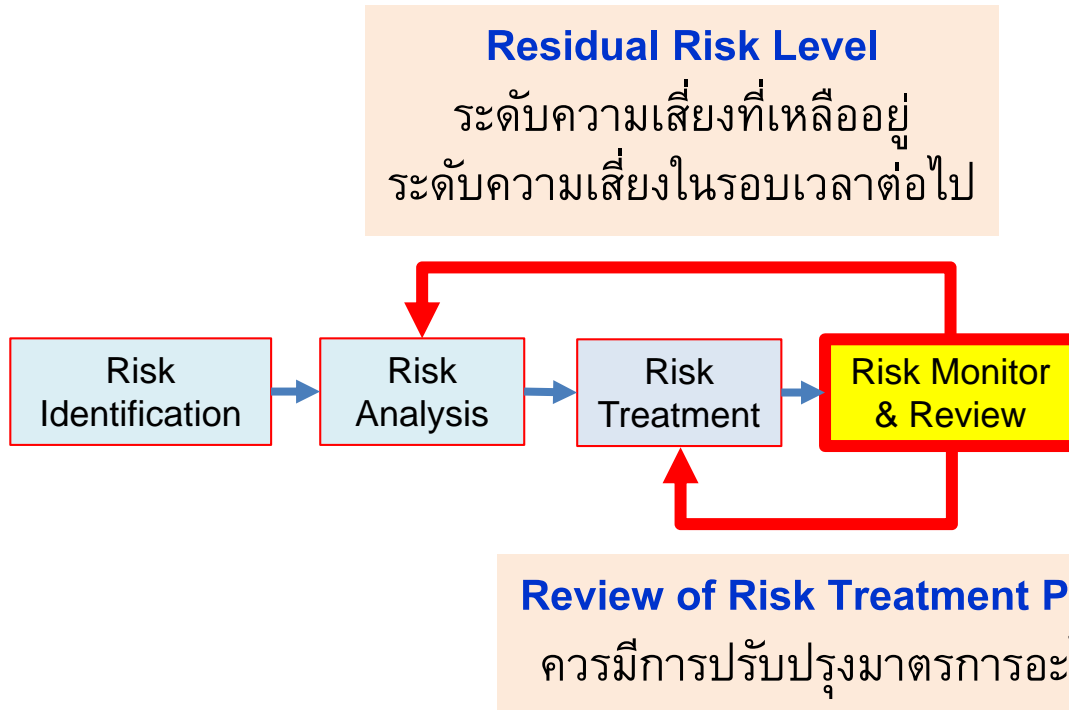 Residual Risk Level
ระดับความเสี่ยงที่เหลืออยู่
ระดับความเสี่ยงในรอบเวลาต่อไป
Risk
Identification
Risk
Analysis
Risk
Treatment
Risk Monitor
& Review
Review of Risk Treatment P
ควรมีการปรับปรุงมาตรการอะ